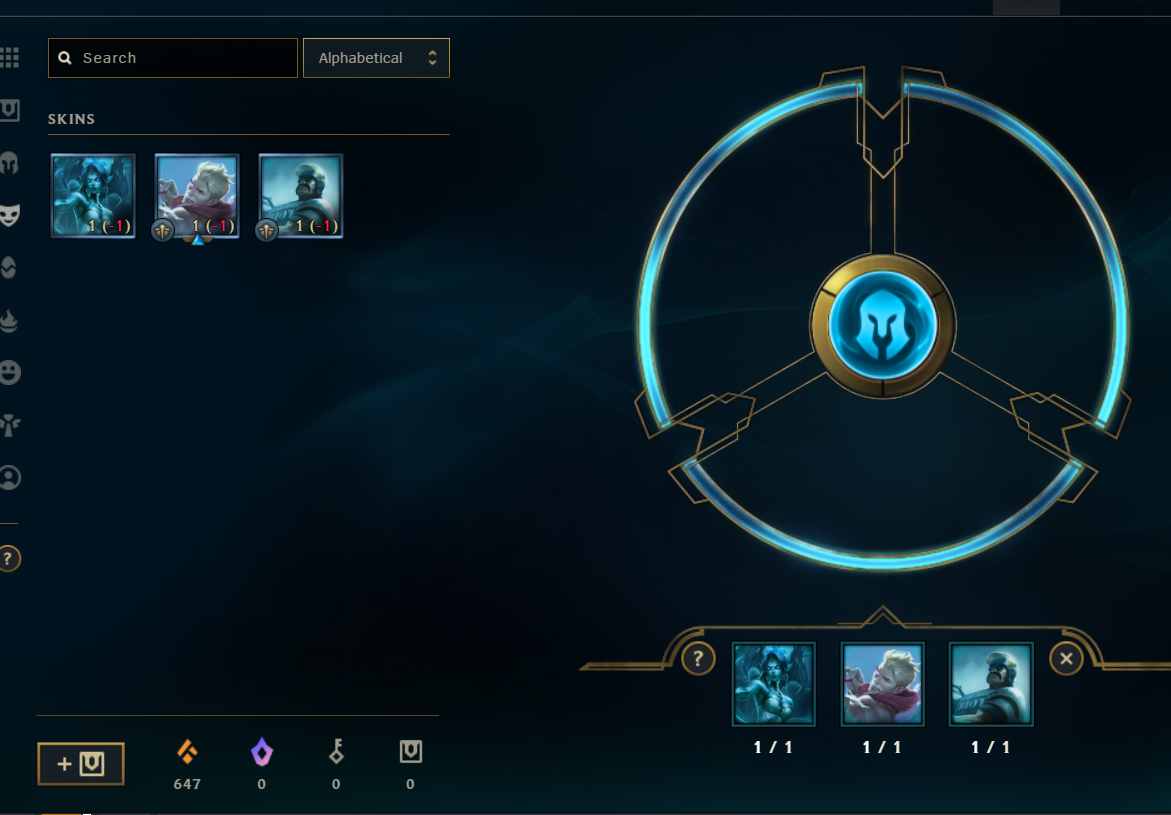 Search
Alphabetical
SKINS
1 (-1)
1 (-1)
1 (-1)
?
?
1 / 1
1 / 1
1 / 1
+
647
0
0
0